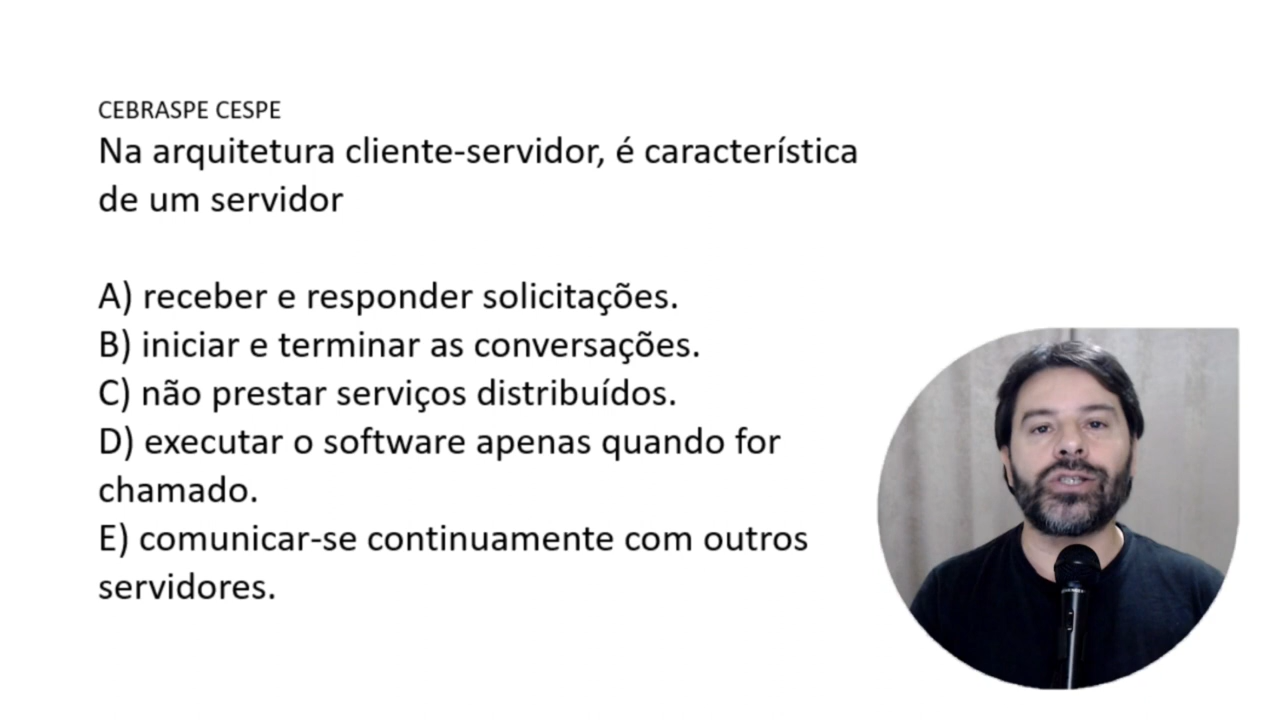 CEBRASPE CESPE
Na arquitetura cliente-servidor, é característica
de um servidor
A) receber e responder solicitações.
B) iniciar e terminar as conversações.
C) não prestar serviços distribuídos.
D) executar o software apenas quando for
chamado.
E) comunicar-se continuamente com outros
servidores.